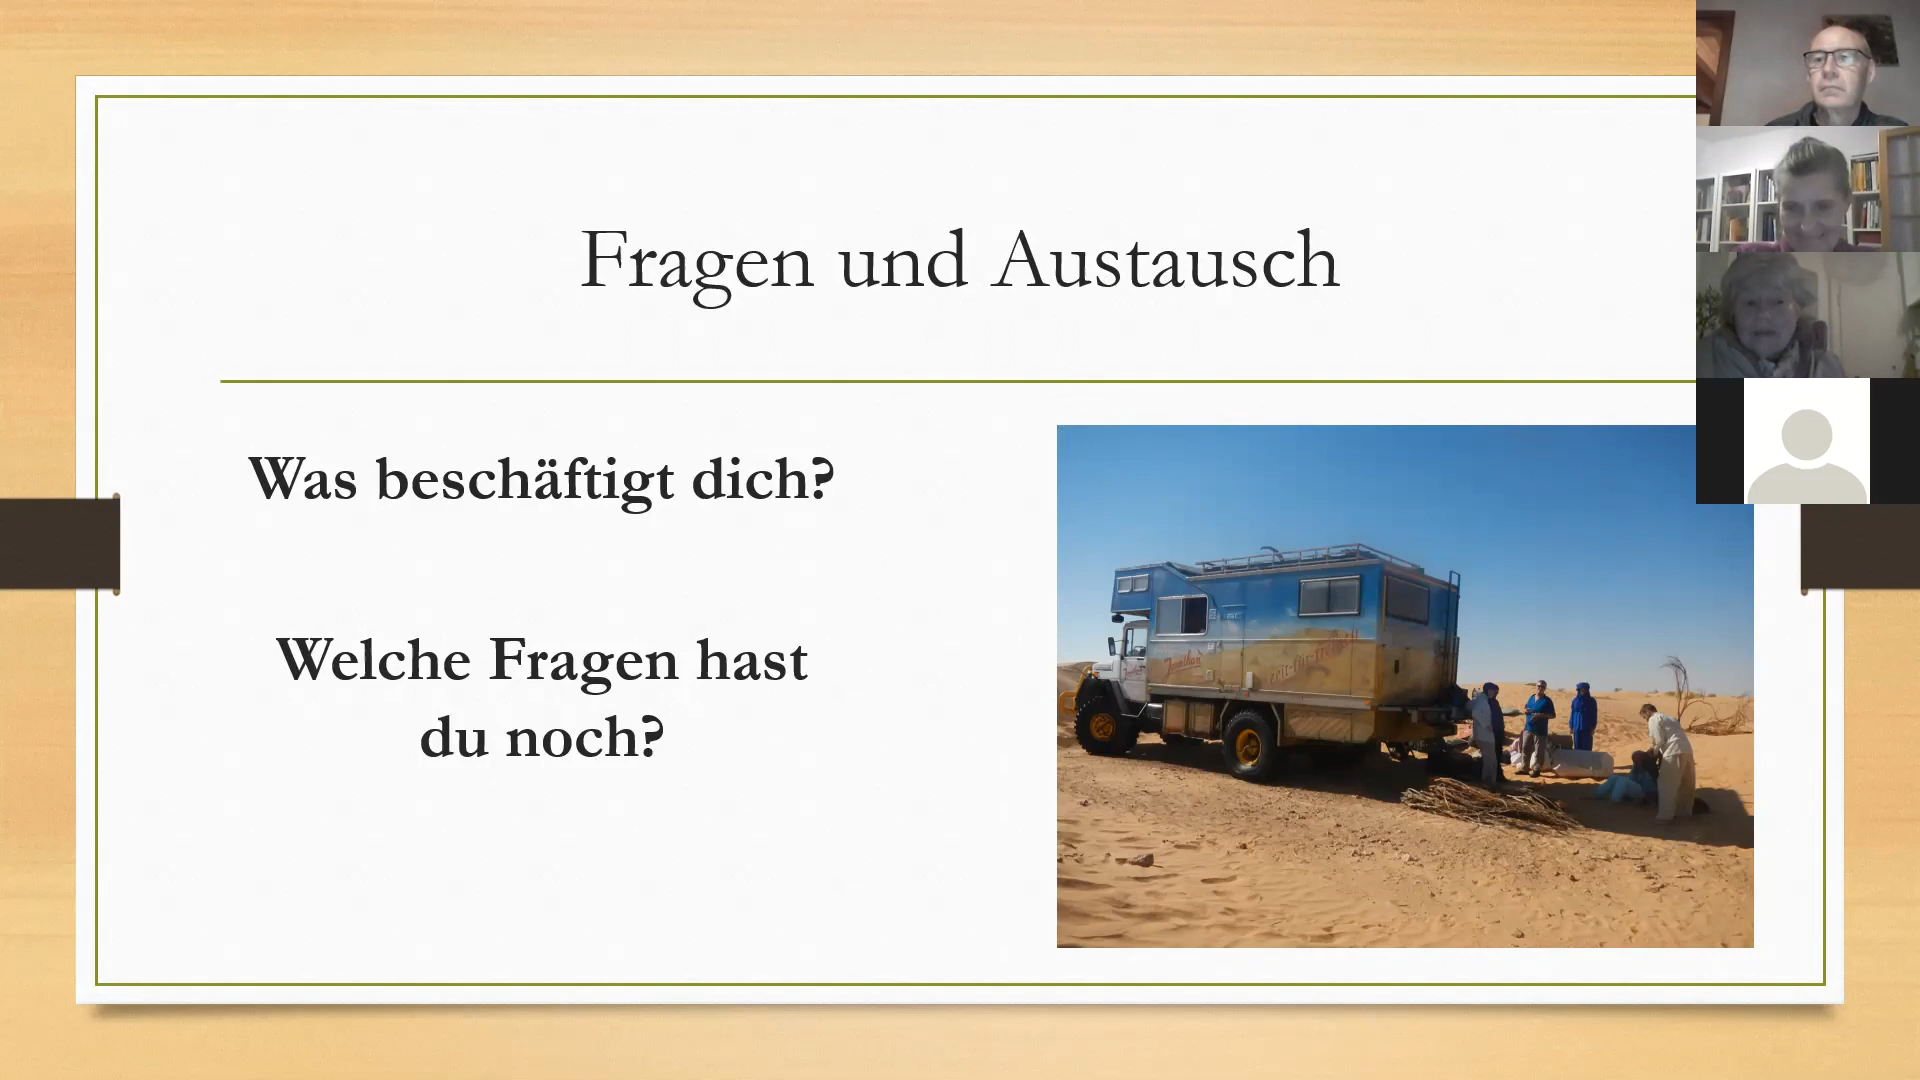 Fragen und Austausch
Was beschäftigt dich?
Welche Fragen hast
du noch?